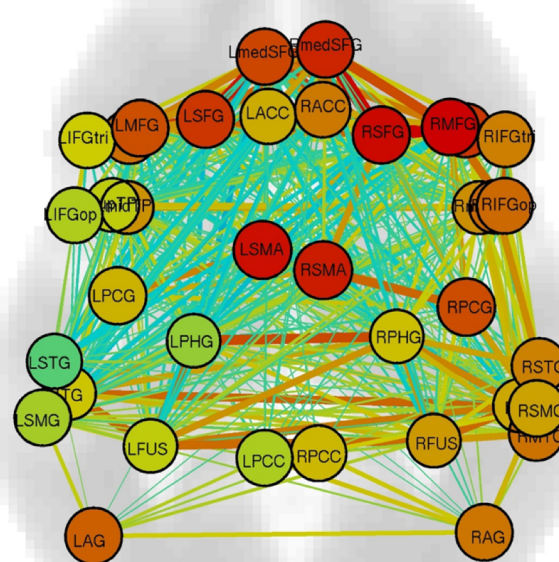 LmedSFG
RmedSFG
LIFGtri
LMFG
LSFG
LACC
RACC
RSFG
RMFG
RIFGtri
LIFGop
RIFGop
LSMA
RSMA
LPCG
RPCG
LSTG
LPHG
RPHG
RSTG
LSMG
RSMG
LFUS
LPCC
RPCC
RFUS
RMTG
LAG
RAG